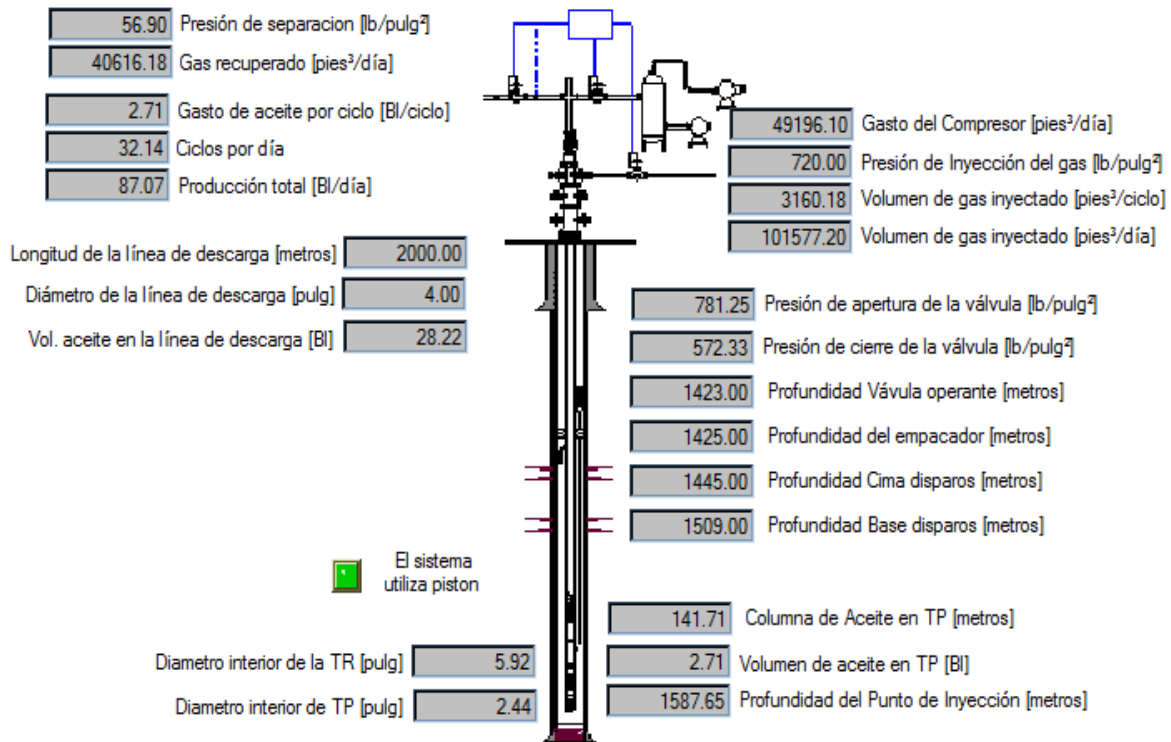 56.90 Presión de separacion [lb/pulg²]
40616.18 Gas recuperado [pies³/día]
2.71 Gasto de aceite por ciclo [Bl/ciclo]
32.14 Ciclos por día
87.07 Producción total [Bl/día]
49196.10 Gasto del Compresor [pies³/día]
720.00 Presión de Inyección del gas [lb/pulg²]
3160.18 Volumen de gas inyectado [pies³/ciclo]
101577.20 Volumen de gas inyectado [pies³/día]
Longitud de la línea de descarga [metros] 2000.00
Diámetro de la línea de descarga [pulg] 4.00
Vol. aceite en la línea de descarga [Bl] 28.22
781.25 Presión de apertura de la válvula [lb/pulg²]
572.33 Presión de cierre de la válvula [lb/pulg²]
1423.00 Profundidad Vávula operante [metros]
1425.00 Profundidad del empacador [metros]
1445.00 Profundidad Cima disparos [metros]
1509.00 Profundidad Base disparos [metros]
El sistema
utiliza piston
141.71 Columna de Aceite en TP [metros]
2.71 Volumen de aceite en TP [Bl]
1587.65 Profundidad del Punto de Inyección [metros]
Diametro interior de la TR [pulg] 5.92
Diametro interior de TP [pulg] 2.44